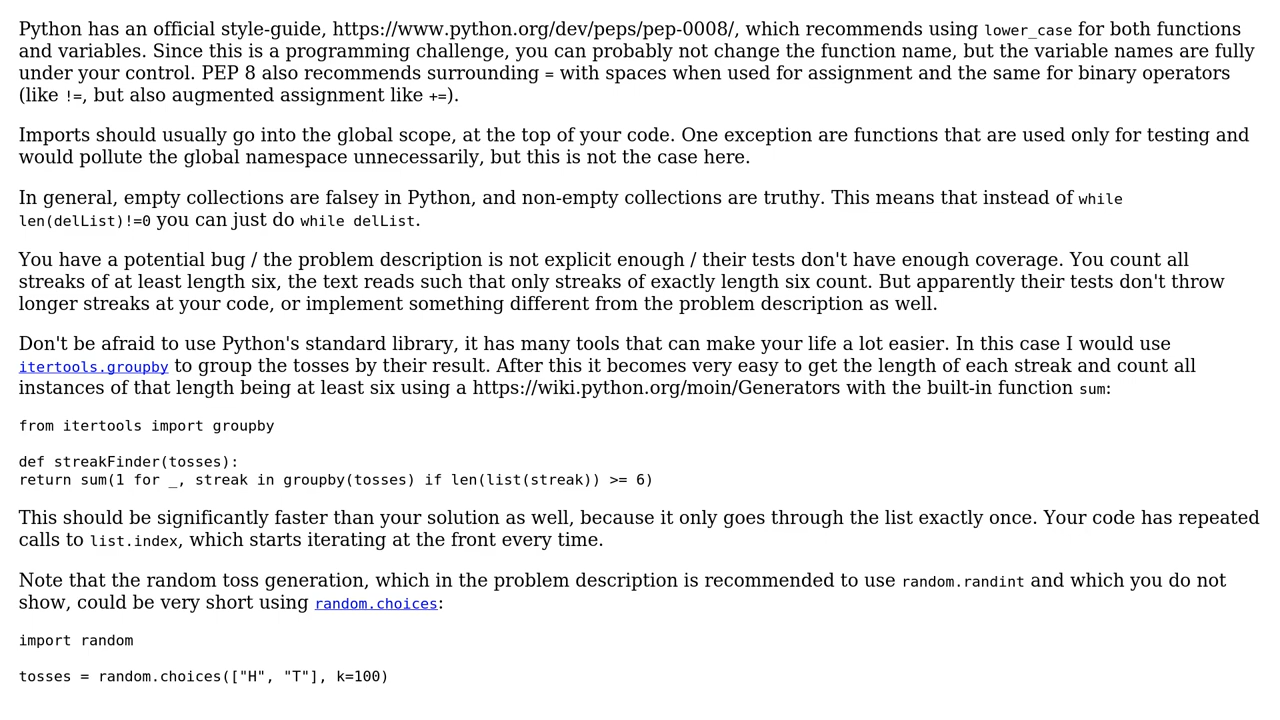 Python has an official style-guide, https://www.python.org/dev/peps/pep-0008/, which recommends using lower_case for both functions
and variables. Since this is a programming challenge, you can probably not change the function name, but the variable names are fully
under your control. PEP 8 also recommends surrounding = with spaces when used for assignment and the same for binary operators
(like !=, but also augmented assignment like +=).
Imports should usually go into the global scope, at the top of your code. One exception are functions that are used only for testing and
would pollute the global namespace unnecessarily, but this is not the case here.
In general, empty collections are falsey in Python, and non-empty collections are truthy. This means that instead of while
len(delList)!=0 you can just do while delList.
You have a potential bug / the problem description is not explicit enough / their tests don't have enough coverage. You count all
streaks of at least length six, the text reads such that only streaks of exactly length six count. But apparently their tests don't throw
longer streaks at your code, or implement something different from the problem description as well.
Don't be afraid to use Python's standard library, it has many tools that can make your life a lot easier. In this case I would use
itertools.groupby to group the tosses by their result. After this it becomes very easy to get the length of each streak and count all
instances of that length being at least six using a https://wiki.python.org/moin/Generators with the built-in function sum:
from itertools import groupby
def streakFinder(tosses):
return sum(1 for _, streak in groupby(tosses) if len(list(streak)) >= 6)
This should be significantly faster than your solution as well, because it only goes through the list exactly once. Your code has repeated
calls to list.index, which starts iterating at the front every time.
Note that the random toss generation, which in the problem description is recommended to use random.randint and which you do not
show, could be very short using random.choices:
import random
tosses = random.choices(["H", "T"], k=100)